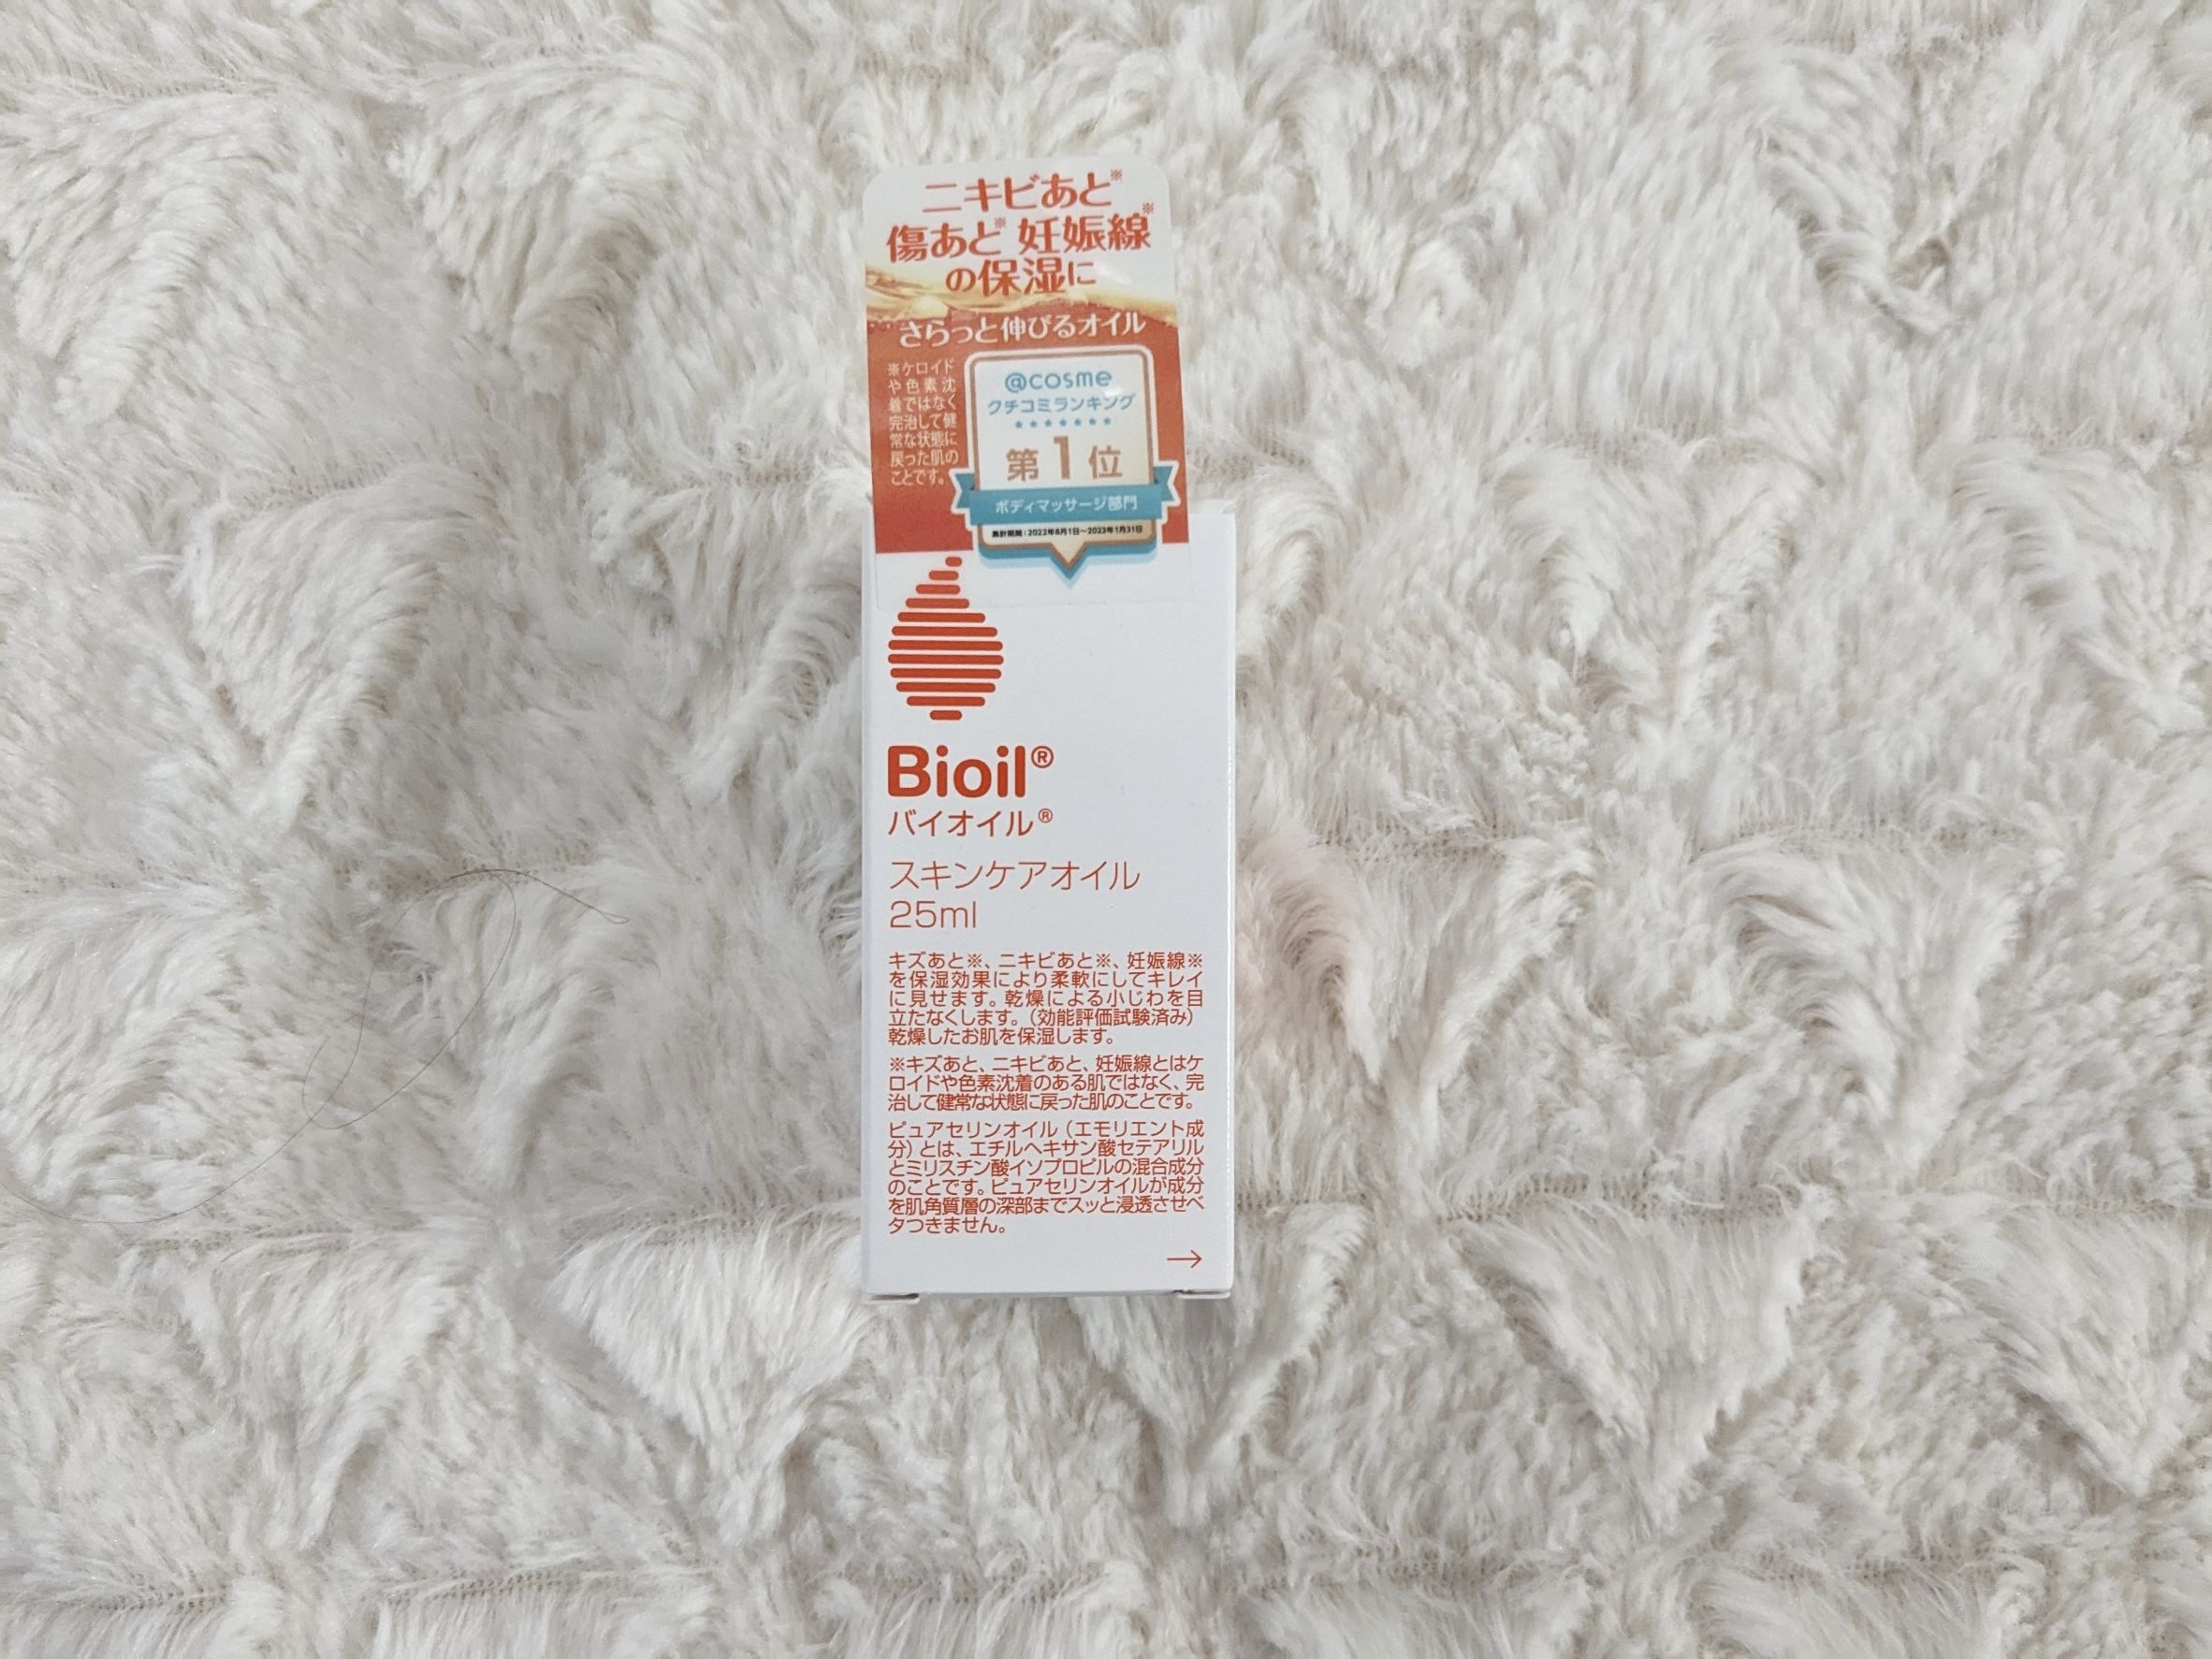 ニキビあと※
傷あと※ 妊娠線※
の保湿に
さらっと伸びるオイル
※ケロイド
や色素沈
着ではなく
完治して健
常な状態に
戻った肌の
ことです。
@cosme
クチコミランキング
第1位
ボディマッサージ部門
集計期間:2022年8月1日～2023年1月31日
Bioil®
バイオイル®
スキンケアオイル
25ml
キズあと※、ニキビあと※、妊娠線※
を保湿効果により柔軟にしてキレイ
に見せます。乾燥による小じわを目
立たなくします。（効能評価試験済み）
乾燥したお肌を保湿します。
※キズあと、ニキビあと、妊娠線とはケ
ロイドや色素沈着のある肌ではなく、完
治して健常な状態に戻った肌のことです。
ピュアセリンオイル（エモリエント成
分）とは、エチルヘキサン酸セテアリル
とミリスチン酸イソプロピルの混合成分
のことです。ピュアセリンオイルが成分
を肌角質層の深部までスッと浸透させベ
タつきません。